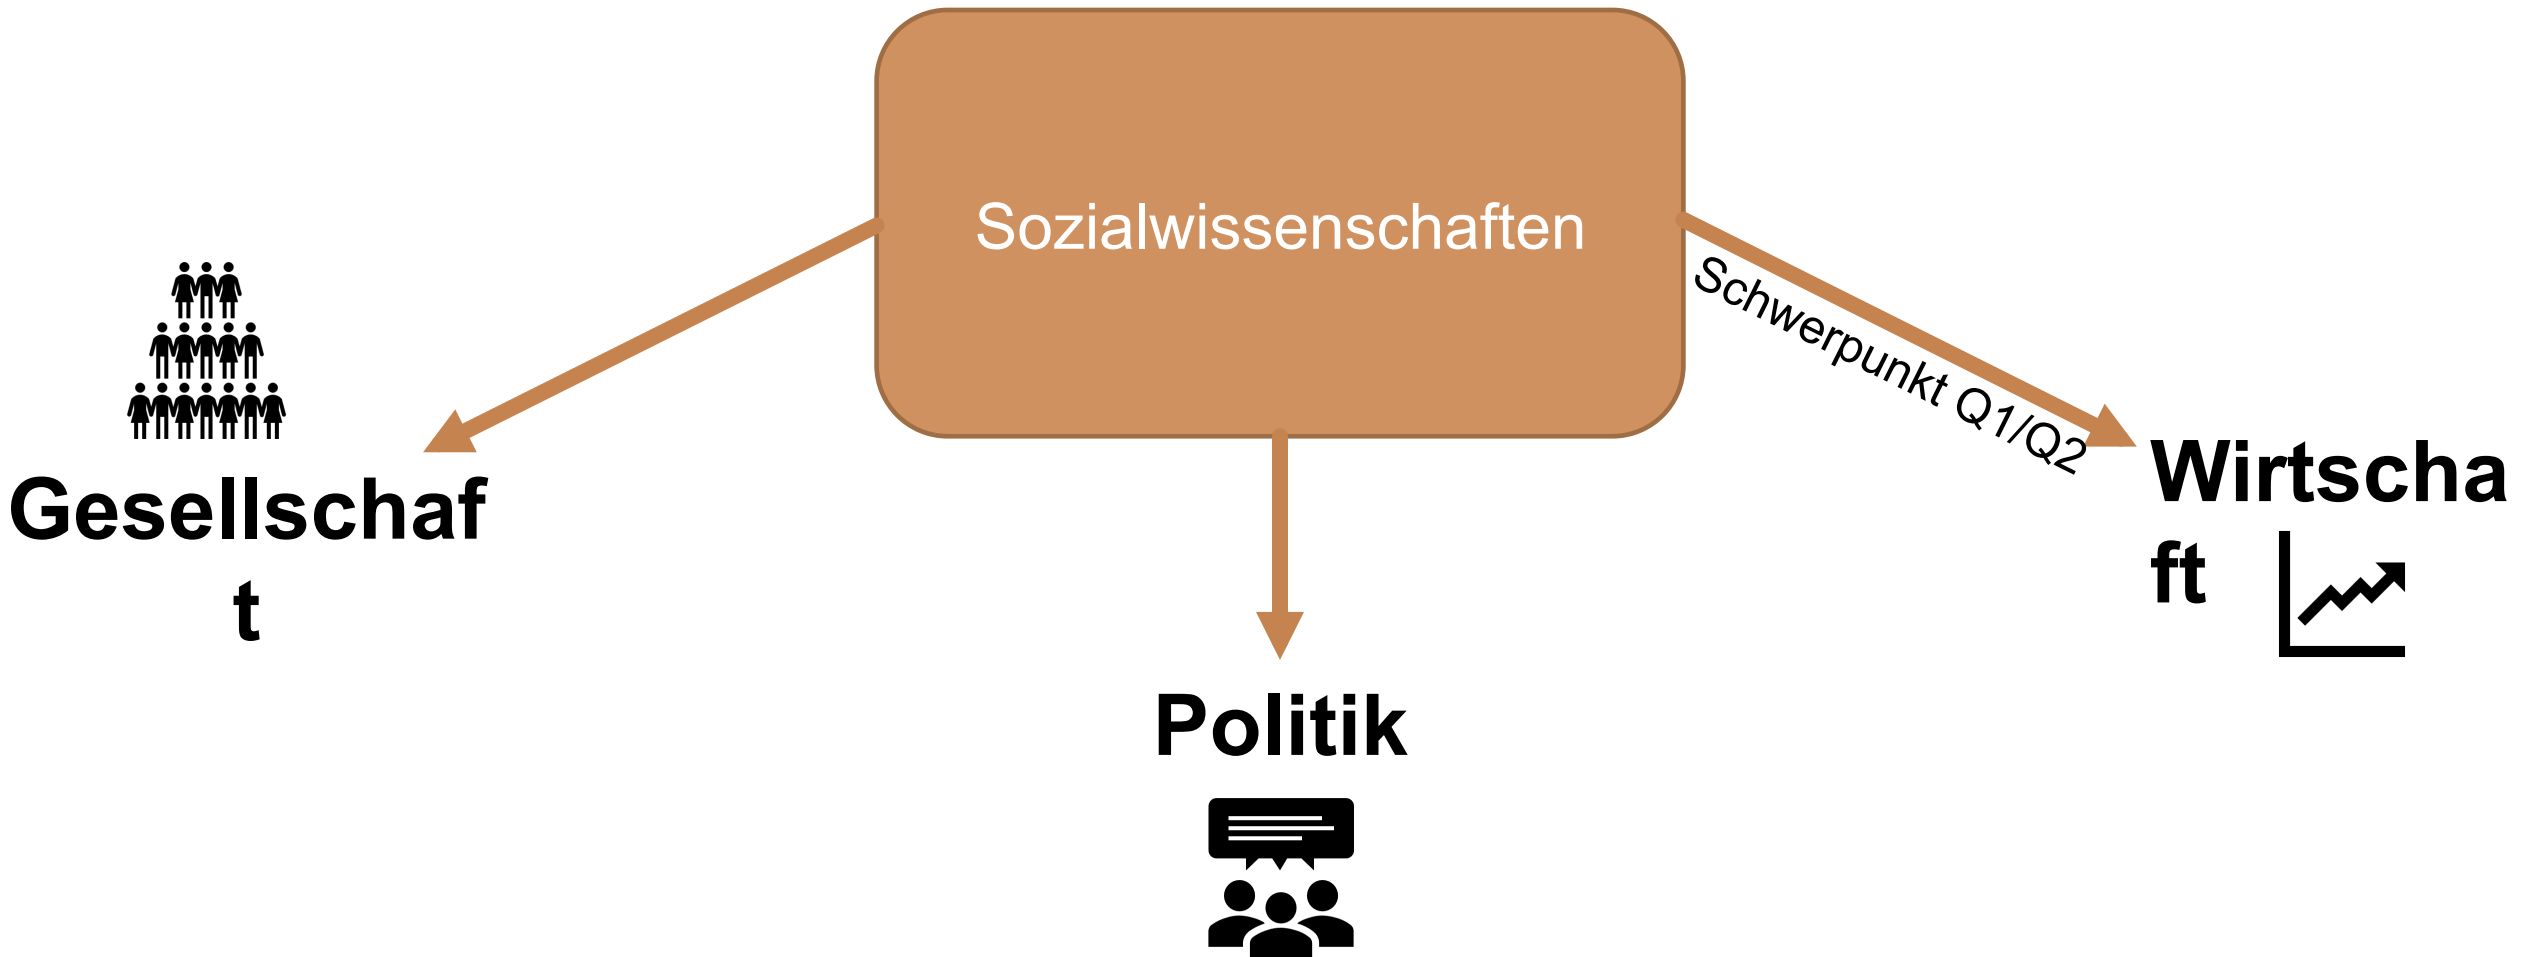 Sozialwissenschaften
Schwerpunkt Q1/Q2
Gesellschaf
t
Wirtscha
ft
Politik